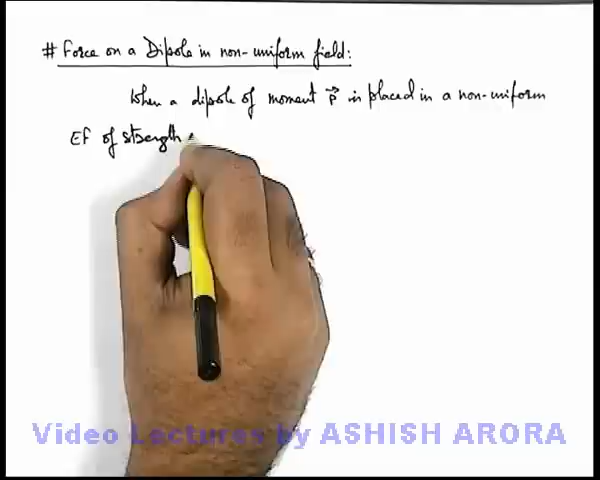 # Force on a Dipole in non-uniform field:
When a dipole of moment P⃗ is placed in a non-uniform
EF of strength
Video Lectures by ASHISH ARORA